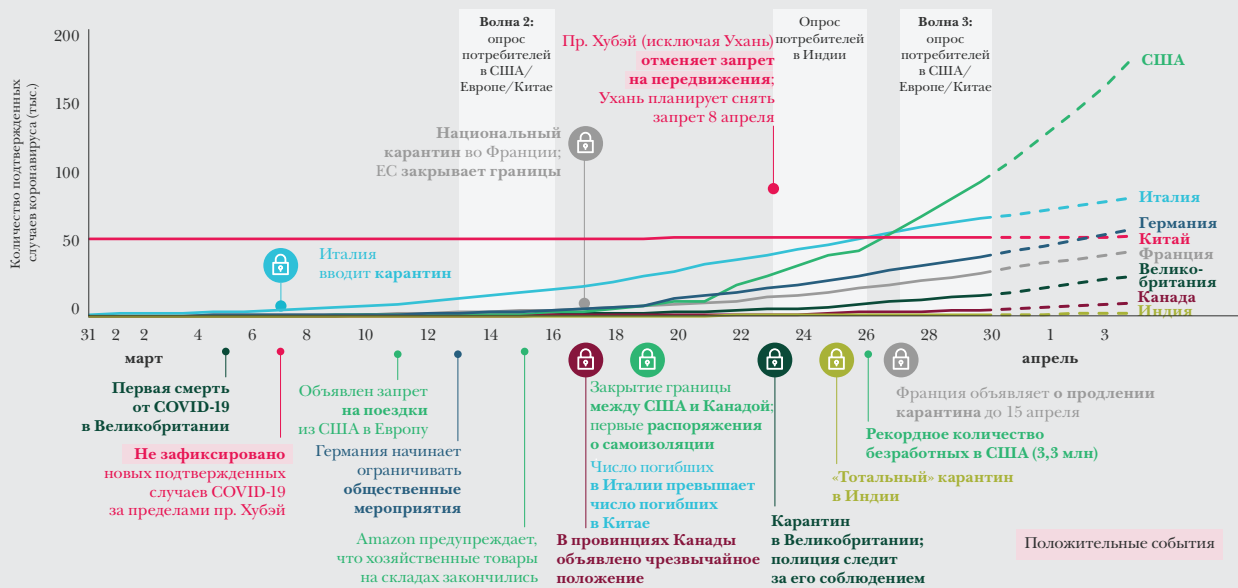 Волна 2:
опрос
потребителей
в США/
Европе/Китае
Пр. Хубэй (исключая Ухань)
отменяет запрет
на передвижения;
Ухань планирует снять
запрет 8 апреля
Опрос
потребителей
в Индии
Волна 3:
опрос
потребителей
в США/
Европе/Китае
Количество подтвержденных
случаев коронавируса (тыс.)
200
150
100
50
0
Национальный
карантин во Франции;
ЕС закрывает границы
Италия
вводит карантин
США
Италия
Германия
Китай
Франция
Велико-
британия
Канада
Индия
31 2 2 4 6 8 10 12 14 16 18 20 22 24 26 28 30 1 3
март
апрель
Первая смерть
от COVID-19
в Великобритании
Не зафиксировано
новых подтвержденных
случаев COVID-19
за пределами пр. Хубэй
Объявлен запрет
на поездки
из США в Европу
Германия начинает
ограничивать
общественные
мероприятия
Amazon предупреждает,
что хозяйственные товары
на складах закончились
В провинциях Канады
объявлено чрезвычайное
положение
Закрытие границы
между США и Канадой;
первые распоряжения
о самоизоляции
Число погибших
в Италии превышает
число погибших
в Китае
Карантин
в Великобритании;
полиция следит
за его соблюдением
«Тотальный» карантин
в Индии
Рекордное количество
безработных в США (3,3 млн)
Франция объявляет о продлении
карантина до 15 апреля
Положительные события